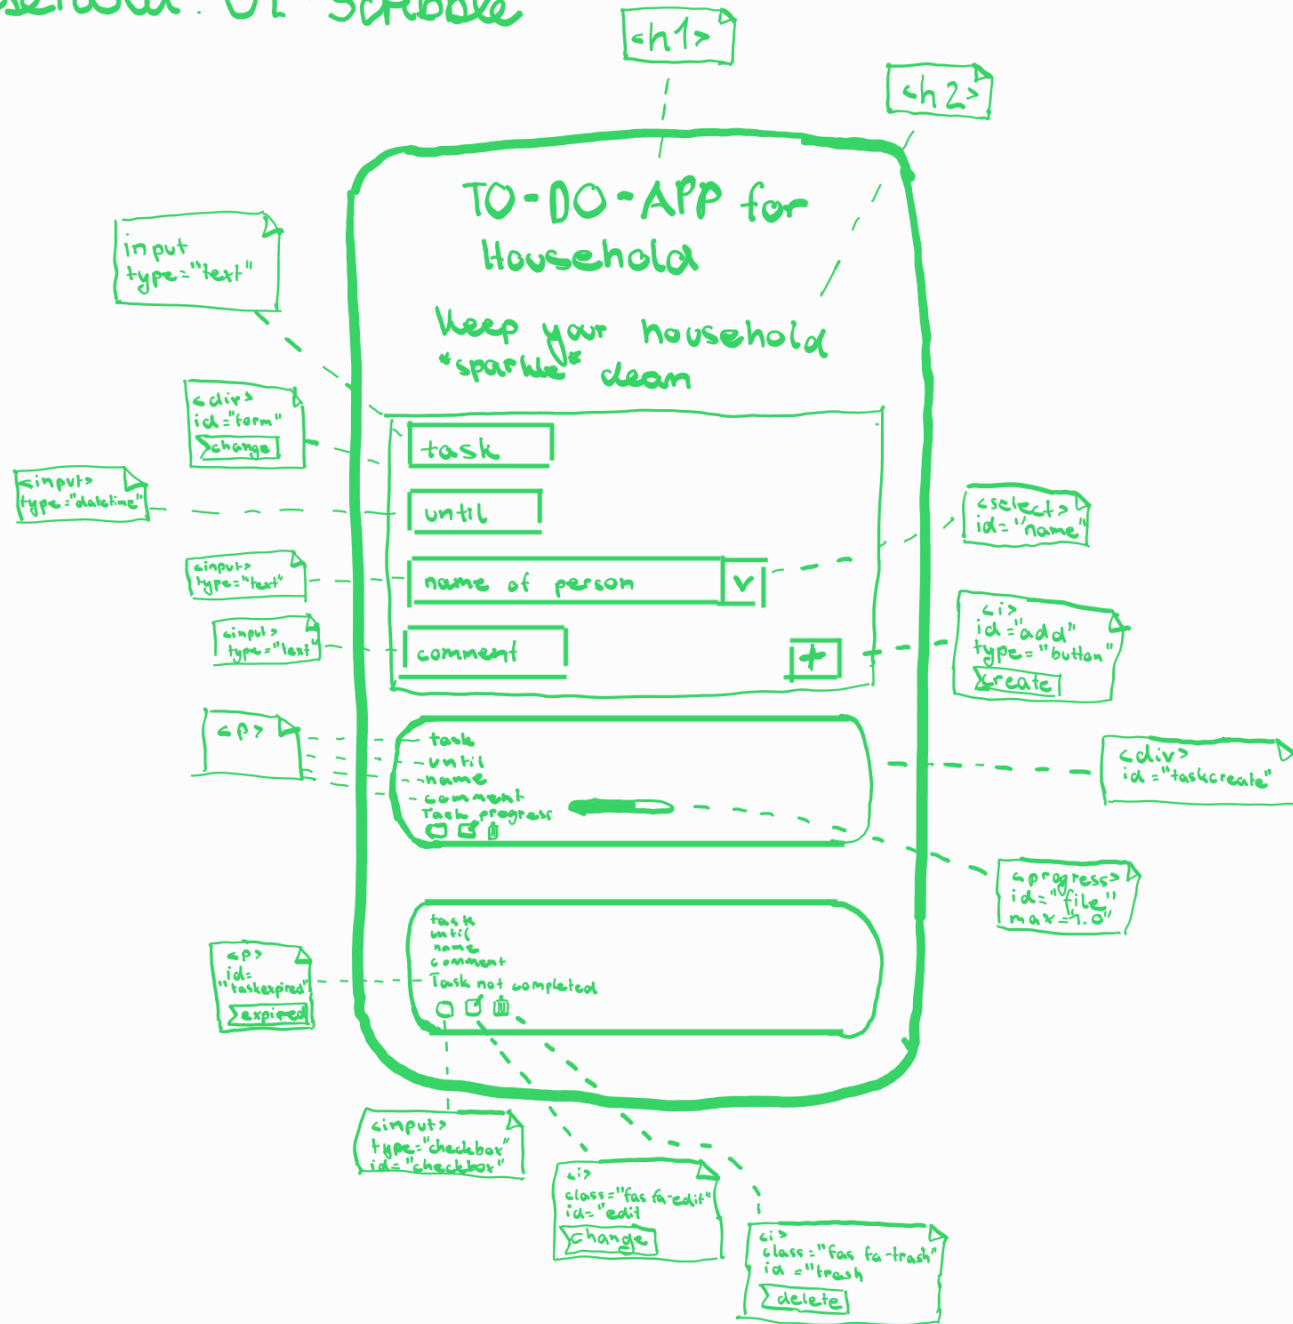 UI-Scribble
<h1>
<h2>
TO-DO-APP for
Household
Keep your household
*sparkle* clean
input
type="text"
<div>
id="form"
change
<input>
type="datetime"
<input>
type="text"
<input>
type="text"
<p>
task
until
name of person
v
comment
+
<select>
id="name"
<i>
id="add"
type="button"
create
<div>
id="taskcreate"
<progress>
id="file"
max="1.0"
task
until
name
comment
Task progress
task
until
name
comment
Task not completed
<p>
id=
"taskexpired"
expired
<input>
type="checkbox"
id="checkbox"
<i>
class="fas fa-edit"
id="edit
change
<i>
class="fas fa-trash"
id="trash
delete